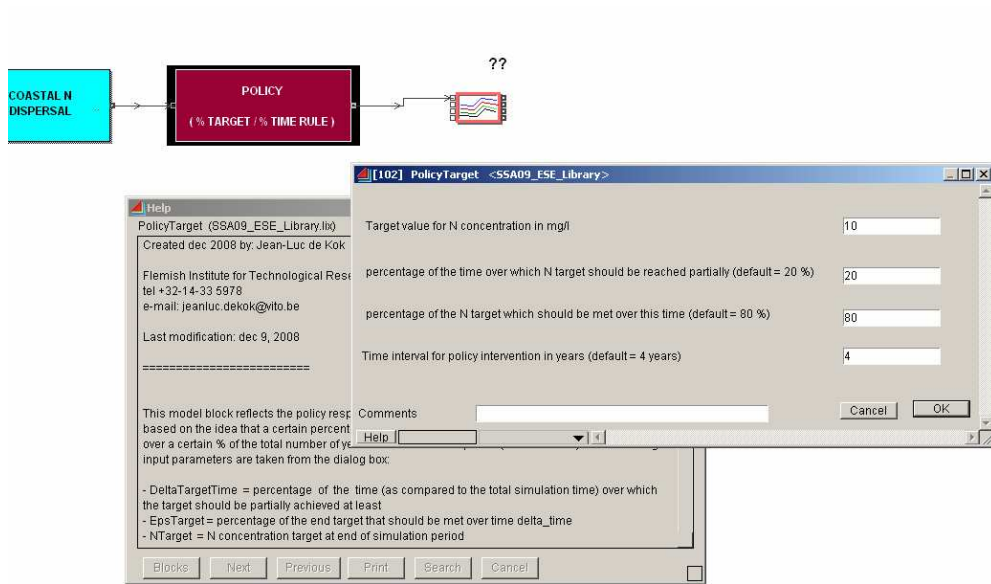 ??
COASTAL N
DISPERSAL
POLICY
( % TARGET / % TIME RULE )
[102] PolicyTarget <SSA09_ESE_Library>
Target value for N concentration in mg/l
10
percentage of the time over which N target should be reached partially (default = 20 %)
20
percentage of the N target which should be met over this time (default = 80 %)
80
Time interval for policy intervention in years (default = 4 years)
4
Comments
Cancel
OK
Help
Help
PolicyTarget (SSA09_ESE_Library.lix)
Created dec 2008 by: Jean-Luc de Kok
Flemish Institute for Technological
tel +32-14-33 5978
e-mail: jeanluc.dekok@vito.be
Last modification: dec 9, 2008
=========================
This model block reflects the policy
based on the idea that a certain
over a certain % of the total number of
input parameters are taken from the dialog box:
- DeltaTargetTime = percentage of the time (as compared to the total simulation time) over which
the target should be partially achieved at least
- EpsTarget = percentage of the end target that should be met over time delta_time
- NTarget = N concentration target at end of simulation period
Blocks
Next
Previous
Print
Search
Cancel